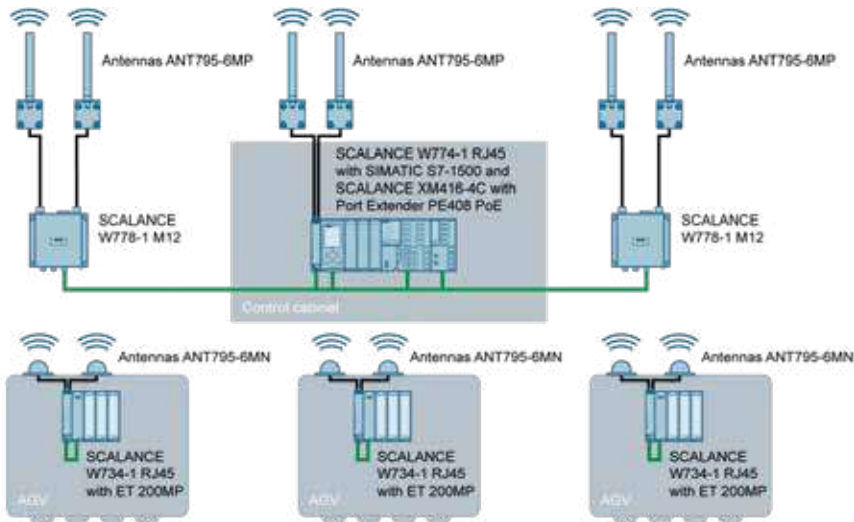 Antennas ANT795-6MP
Antennas ANT795-6MP
Antennas ANT795-6MP
SCALANCE W774-1 RJ45
with SIMATIC S7-1500 and
SCALANCE XM416-4C with
Port Extender PE408 PoE
SCALANCE
W778-1 M12
SCALANCE
W778-1 M12
Control cabinet
Antennas ANT795-6MN
Antennas ANT795-6MN
Antennas ANT795-6MN
SCALANCE
W734-1 RJ45
with ET 200MP
AGV
SCALANCE
W734-1 RJ45
with ET 200MP
AGV
SCALANCE
W734-1 RJ45
with ET 200MP
AGV